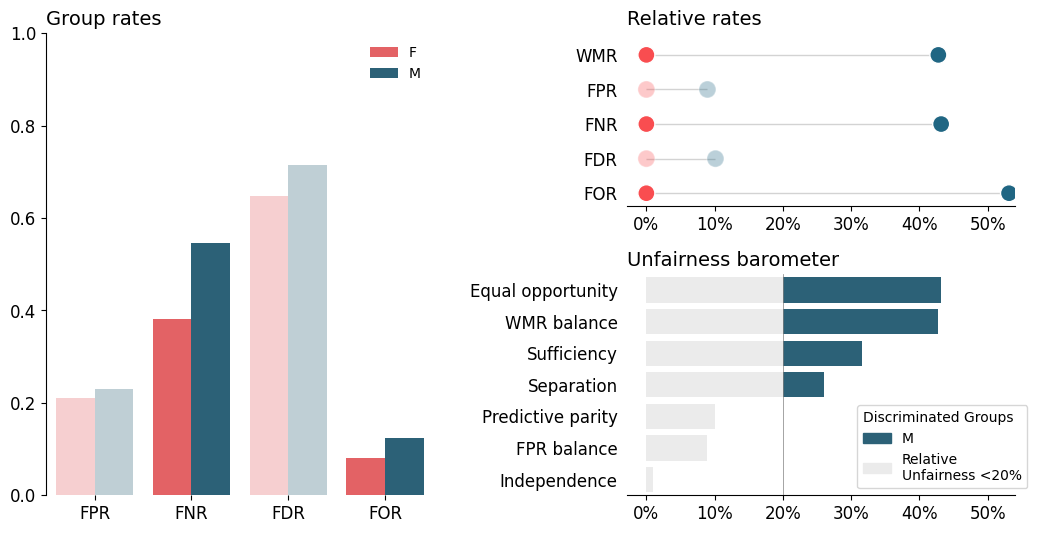 Group rates
1.0
0.8
0.6
0.4
0.2
0.0
FPR
FNR
FDR
FOR
F
M
Relative rates
WMR
FPR
FNR
FDR
FOR
0%
10%
20%
30%
40%
50%
Unfairness barometer
Equal opportunity
WMR balance
Sufficiency
Separation
Predictive parity
FPR balance
Independence
0%
10%
20%
30%
40%
50%
Discriminated Groups
M
Relative
Unfairness <20%